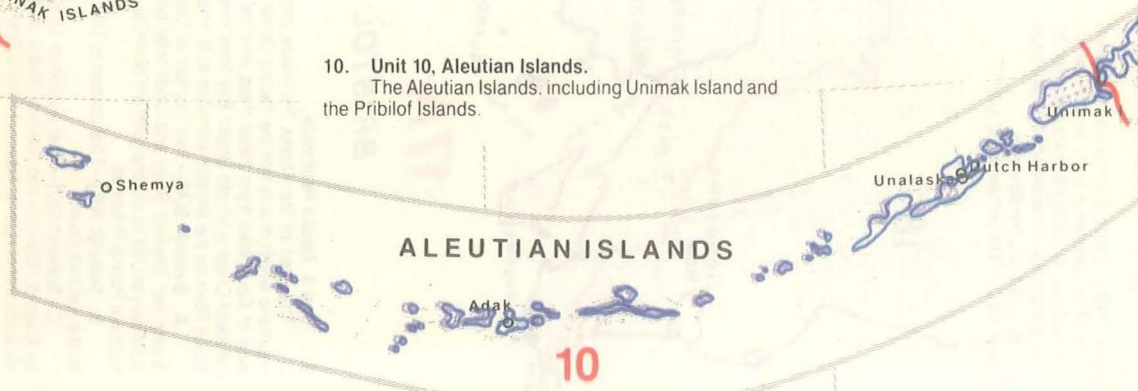 AK ISLANDS
10. Unit 10, Aleutian Islands.
The Aleutian Islands. including Unimak Island and
the Pribilof Islands.
Unimak
Dutch Harbor
Unalaska
Shemya
ALEUTIAN ISLANDS
Adak
10